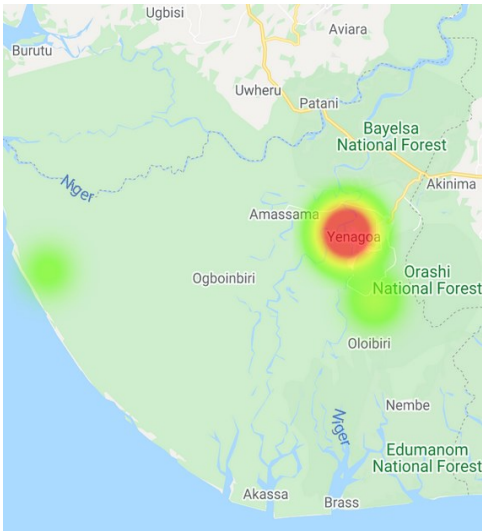 Ugbisi
Burutu
Aviara
Uwheru
Patani
Bayelsa
National Forest
Akinima
Niger
Amassama
Yenagoa
Ogboinbiri
Orashi
National Forest
Oloibiri
Nembe
Niger
Edumanom
National Forest
Akassa
Brass